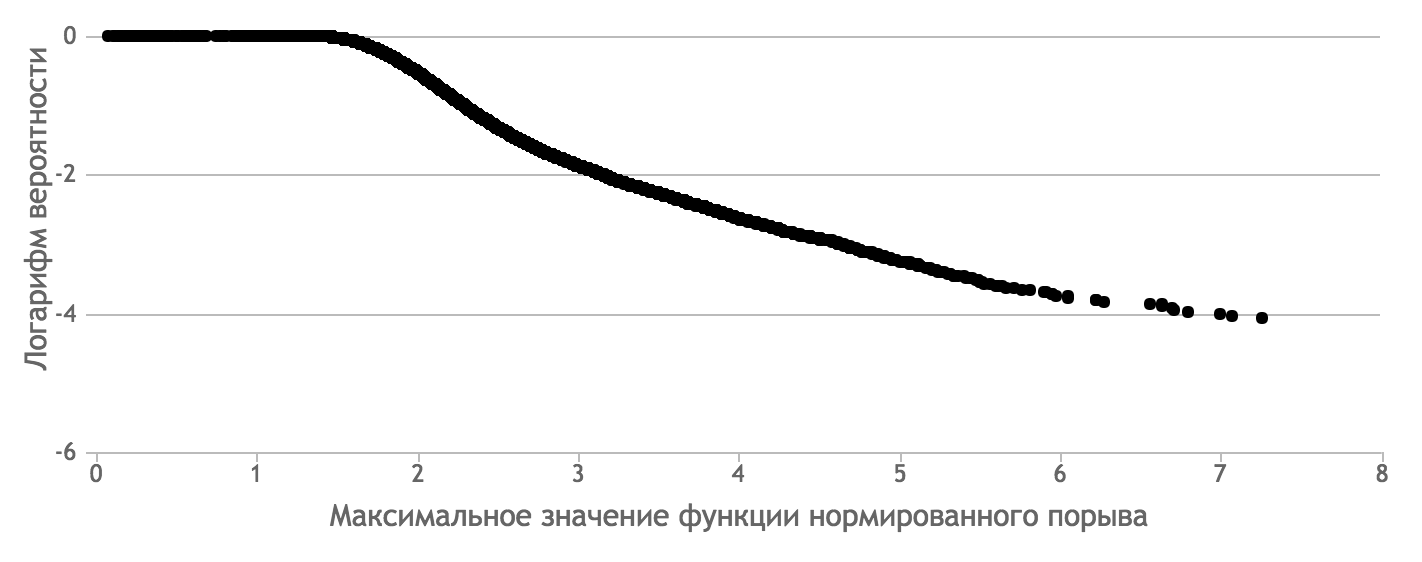 Логарифм вероятности
0
-2
-4
-6
0 1 2 3 4 5 6 7 8
Максимальное значение функции нормированного порыва